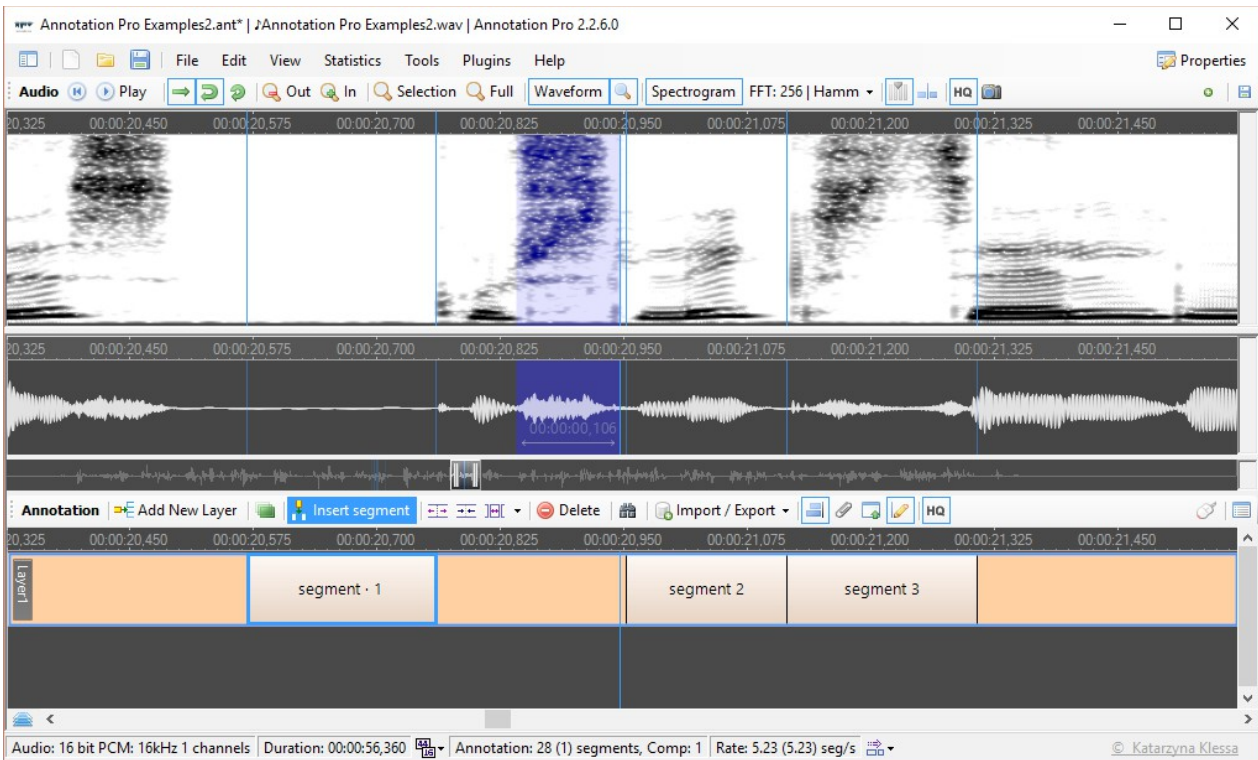 Annotation Pro Examples2.ant* | ♪Annotation Pro Examples2.wav | Annotation Pro 2.2.6.0
File Edit View Statistics Tools Plugins Help Properties
Audio Play Out In Selection Full Waveform Spectrogram FFT: 256 | Hamm HQ
20,325 00:00:20,450 00:00:20,575 00:00:20,700 00:00:20,825 00:00:20,950 00:00:21,075 00:00:21,200 00:00:21,325 00:00:21,450
20,325 00:00:20,450 00:00:20,575 00:00:20,700 00:00:20,825 00:00:20,950 00:00:21,075 00:00:21,200 00:00:21,325 00:00:21,450
00:00:00,106
Annotation Add New Layer Insert segment Delete Import / Export HQ
20,325 00:00:20,450 00:00:20,575 00:00:20,700 00:00:20,825 00:00:20,950 00:00:21,075 00:00:21,200 00:00:21,325 00:00:21,450
Layer1 segment · 1 segment 2 segment 3
Audio: 16 bit PCM: 16kHz 1 channels Duration: 00:00:56,360 44 16 Annotation: 28 (1) segments, Comp: 1 Rate: 5.23 (5.23) seg/s © Katarzyna Klessa